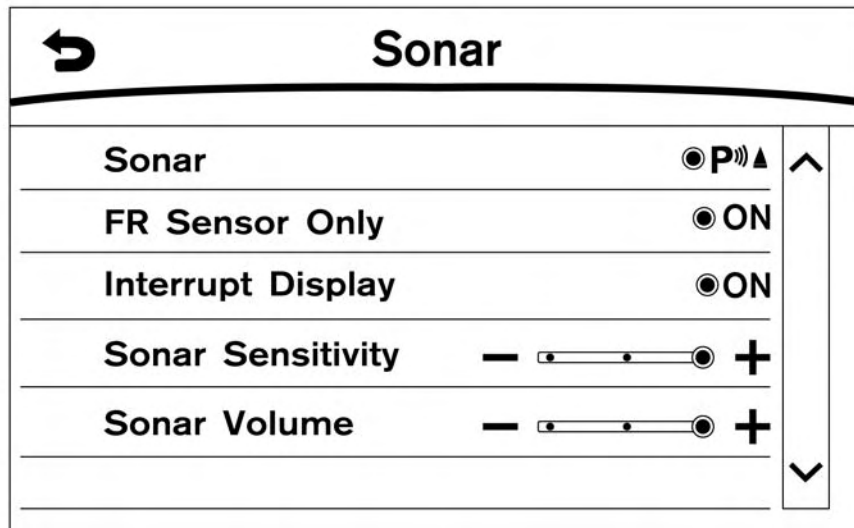 Sonar
Sonar P
FR Sensor Only ON
Interrupt Display ON
Sonar Sensitivity − +
Sonar Volume − +